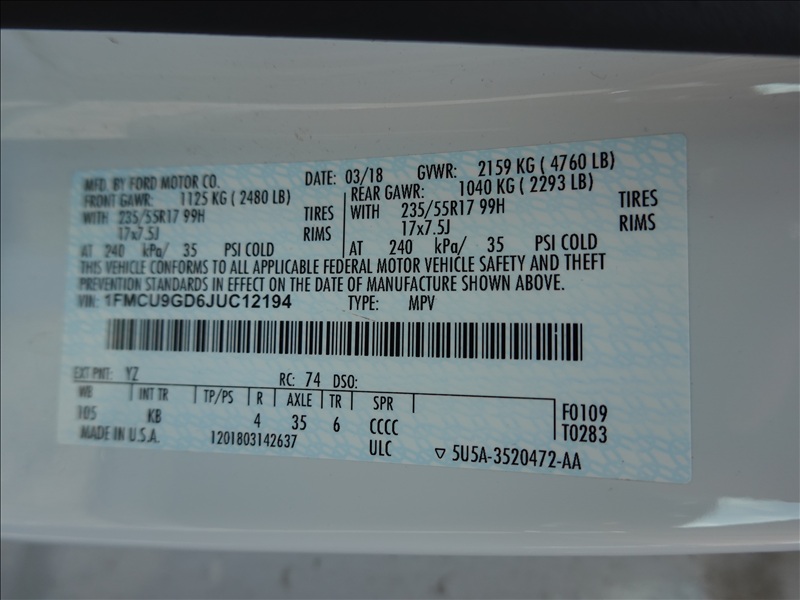 MFD. BY FORD MOTOR CO. DATE: 03/18 GVWR: 2159 KG ( 4760 LB)
FRONT GAWR: 1125 KG ( 2480 LB) REAR GAWR: 1040 KG ( 2293 LB)
WITH 235/55R17 99H TIRES WITH 235/55R17 99H TIRES
17x7.5J RIMS 17x7.5J RIMS
AT 240 kPa/ 35 PSI COLD AT 240 kPa/ 35 PSI COLD
THIS VEHICLE CONFORMS TO ALL APPLICABLE FEDERAL MOTOR VEHICLE SAFETY AND THEFT
PREVENTION STANDARDS IN EFFECT ON THE DATE OF MANUFACTURE SHOWN ABOVE.
VIN: 1FMCU9GD6JUC12194 TYPE: MPV
EXT PNT: YZ RC: 74 DSO:
WB INT TR TP/PS R AXLE TR SPR
105 KB 4 35 6 CCCC
F0109
T0283
MADE IN U.S.A. 1201803142637 ULC ▽ 5U5A-3520472-AA